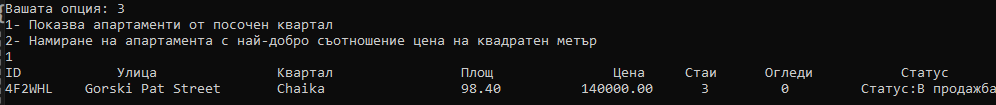 Вашата опция: 3
1- Показва апартаменти от посочен квартал
2- Намиране на апартамента с най-добро съотношение цена на квадратен метър
1
ID Улица Квартал Площ Цена Стаи Огледи Статус
4F2WHL Gorski Pat Street Chaika 98.40 140000.00 3 0 Статус:В продажба